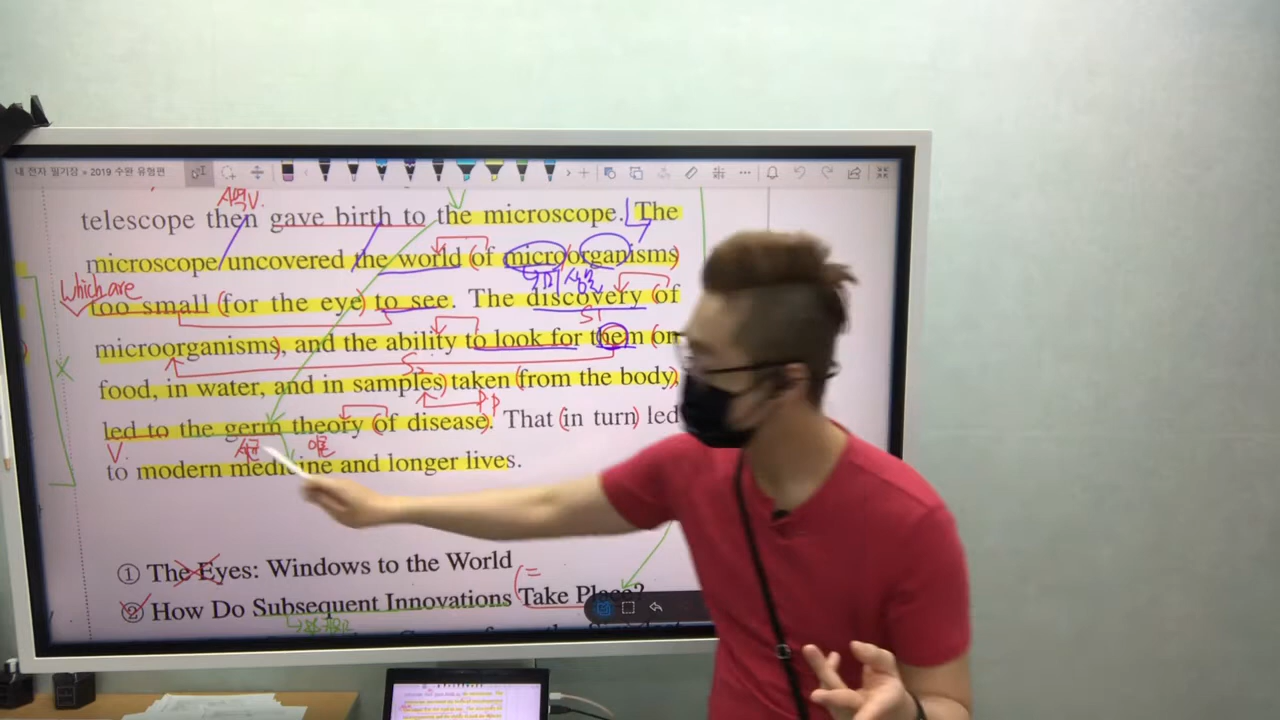 내 전자 필기장 » 2019 수완 유형편
telescope then gave birth to the microscope. The
microscope uncovered the world of microorganisms
which are
too small (for the eye) to see. The discovery of
S1
microorganisms), and the ability to look for them (on
S2
food, in water, and in samples) taken (from the body),
P.P
led to the germ theory (of disease). That (in turn) led
V.
to modern medicine and longer lives.
① The Eyes: Windows to the World
② How Do Subsequent Innovations Take Place?